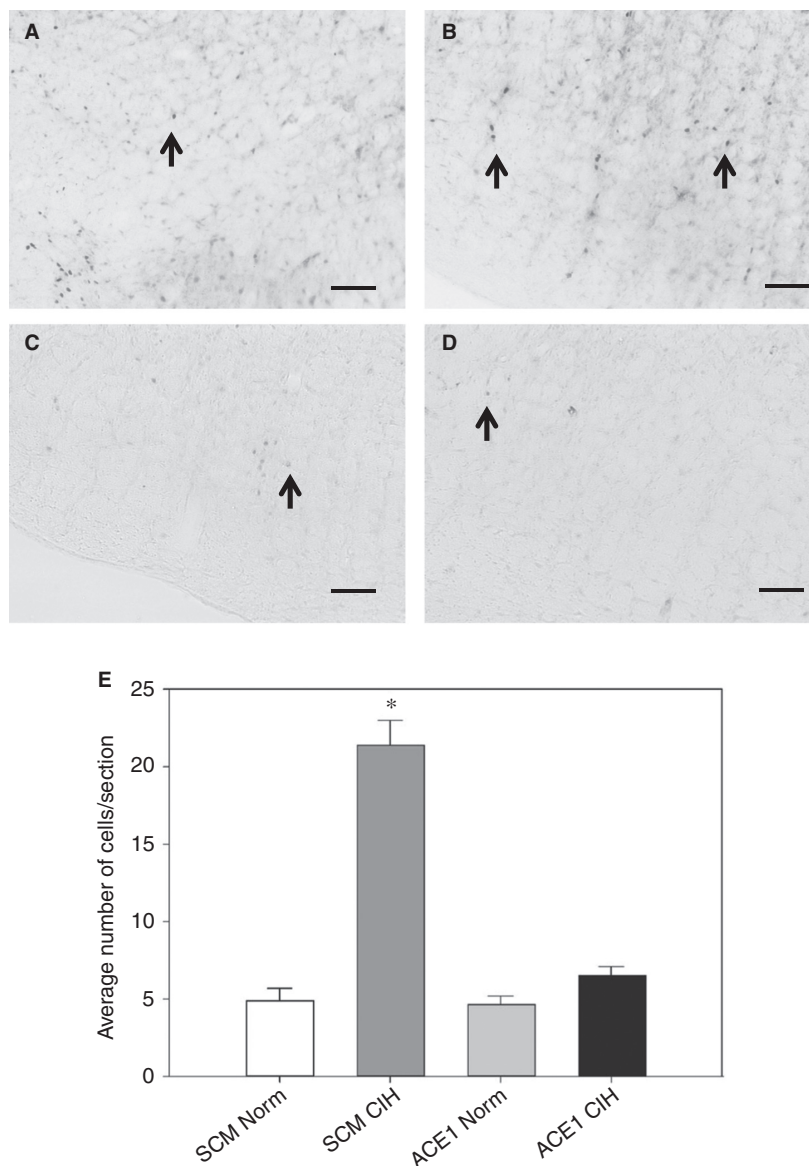 A
B
C
D
E
Average number of cells/section
25
20
15
10
5
0
*
SCM Norm
SCM CIH
ACE1 Norm
ACE1 CIH